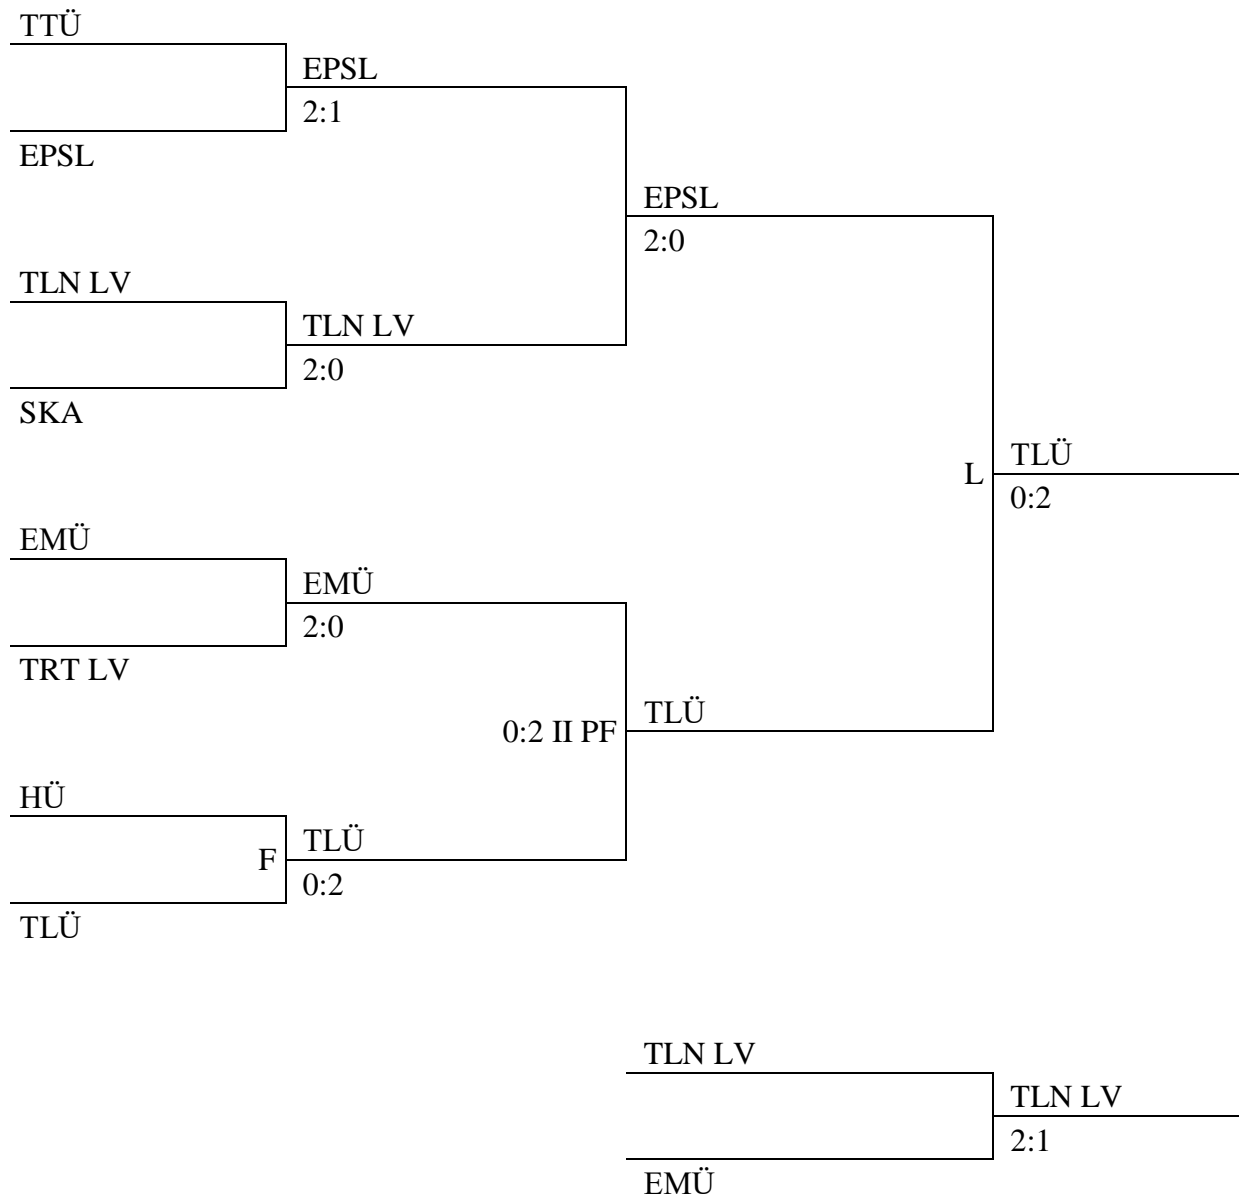 TTÜ
EPSL
2:1
EPSL
EPSL
2:0
TLN LV
TLN LV
2:0
SKA
L
TLÜ
0:2
EMÜ
EMÜ
2:0
TRT LV
0:2 II PF
TLÜ
HÜ
F
TLÜ
0:2
TLÜ
TLN LV
TLN LV
2:1
EMÜ